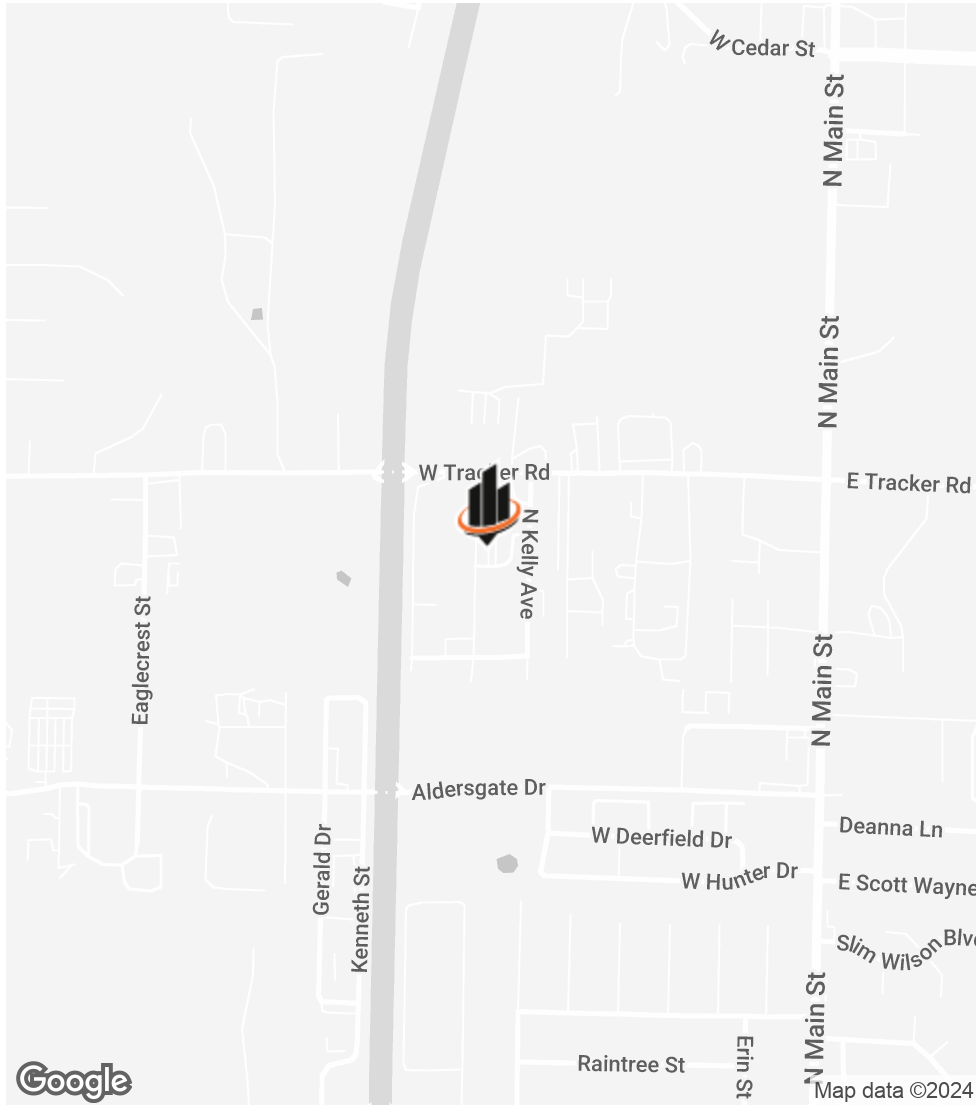 W Cedar St
N Main St
N Main St
W Tracker Rd
E Tracker Rd
N Kelly Ave
Eaglecrest St
N Main St
Aldersgate Dr
Gerald Dr
Kenneth St
W Deerfield Dr
Deanna Ln
W Hunter Dr
E Scott Wayne
Slim Wilson Blv
N Main St
Raintree St
Erin St
Google
Map data ©2024